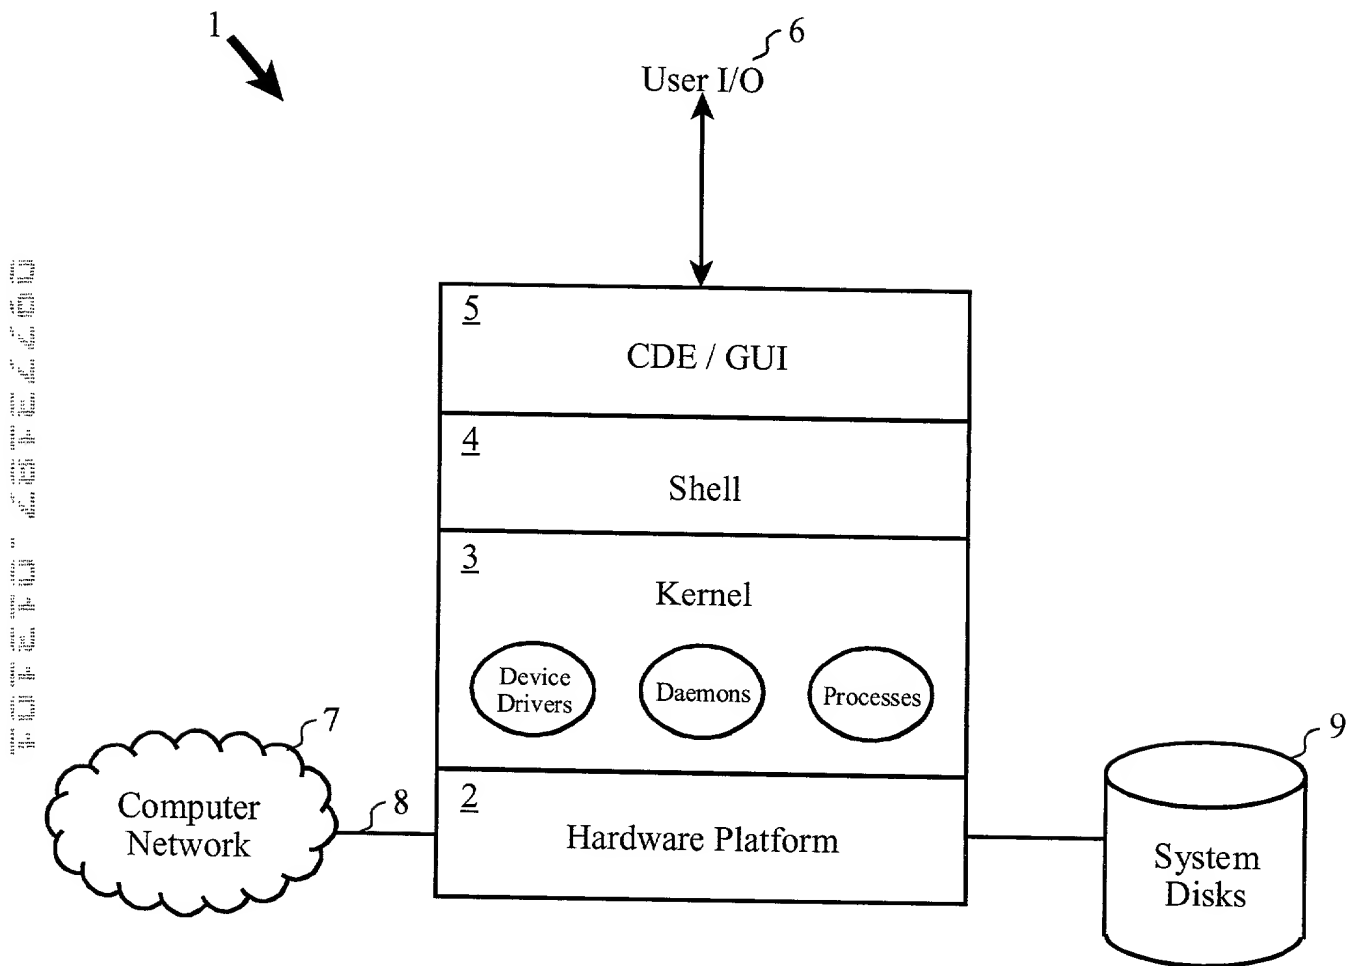 1
6
User I/O
5
CDE / GUI
4
Shell
3
Kernel
Device
Drivers
Daemons
Processes
7
Computer
Network
8
2
Hardware Platform
9
System
Disks